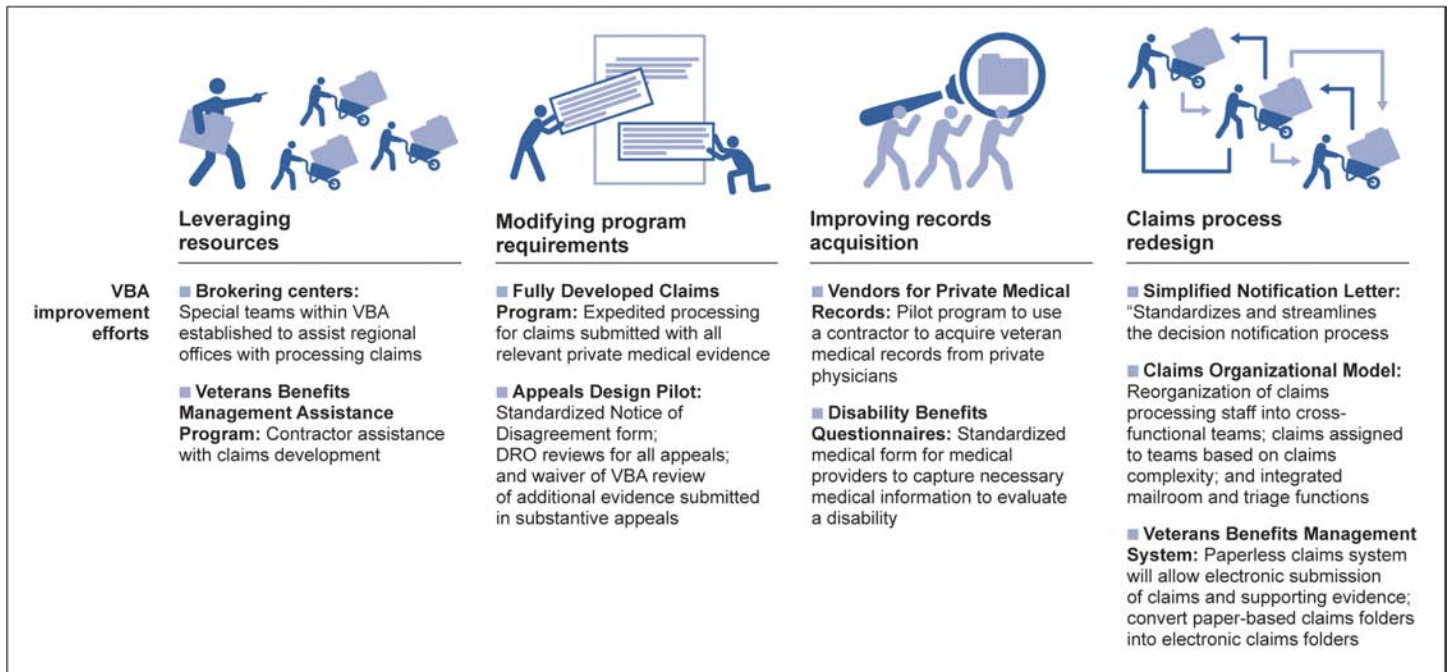 Leveraging
resources
Modifying program
requirements
Improving records
acquisition
Claims process
redesign
VBA
improvement
efforts
Brokering centers:
Special teams within VBA
established to assist regional
offices with processing claims
Veterans Benefits
Management Assistance
Program: Contractor assistance
with claims development
Fully Developed Claims
Program: Expedited processing
for claims submitted with all
relevant private medical evidence
Appeals Design Pilot:
Standardized Notice of
Disagreement form;
DRO reviews for all appeals;
and waiver of VBA review
of additional evidence submitted
in substantive appeals
Vendors for Private Medical
Records: Pilot program to use
a contractor to acquire veteran
medical records from private
physicians
Disability Benefits
Questionnaires: Standardized
medical form for medical
providers to capture necessary
medical information to evaluate
a disability
Simplified Notification Letter:
“Standardizes and streamlines
the decision notification process
Claims Organizational Model:
Reorganization of claims
processing staff into cross-
functional teams; claims assigned
to teams based on claims
complexity; and integrated
mailroom and triage functions
Veterans Benefits Management
System: Paperless claims system
will allow electronic submission
of claims and supporting evidence;
convert paper-based claims folders
into electronic claims folders